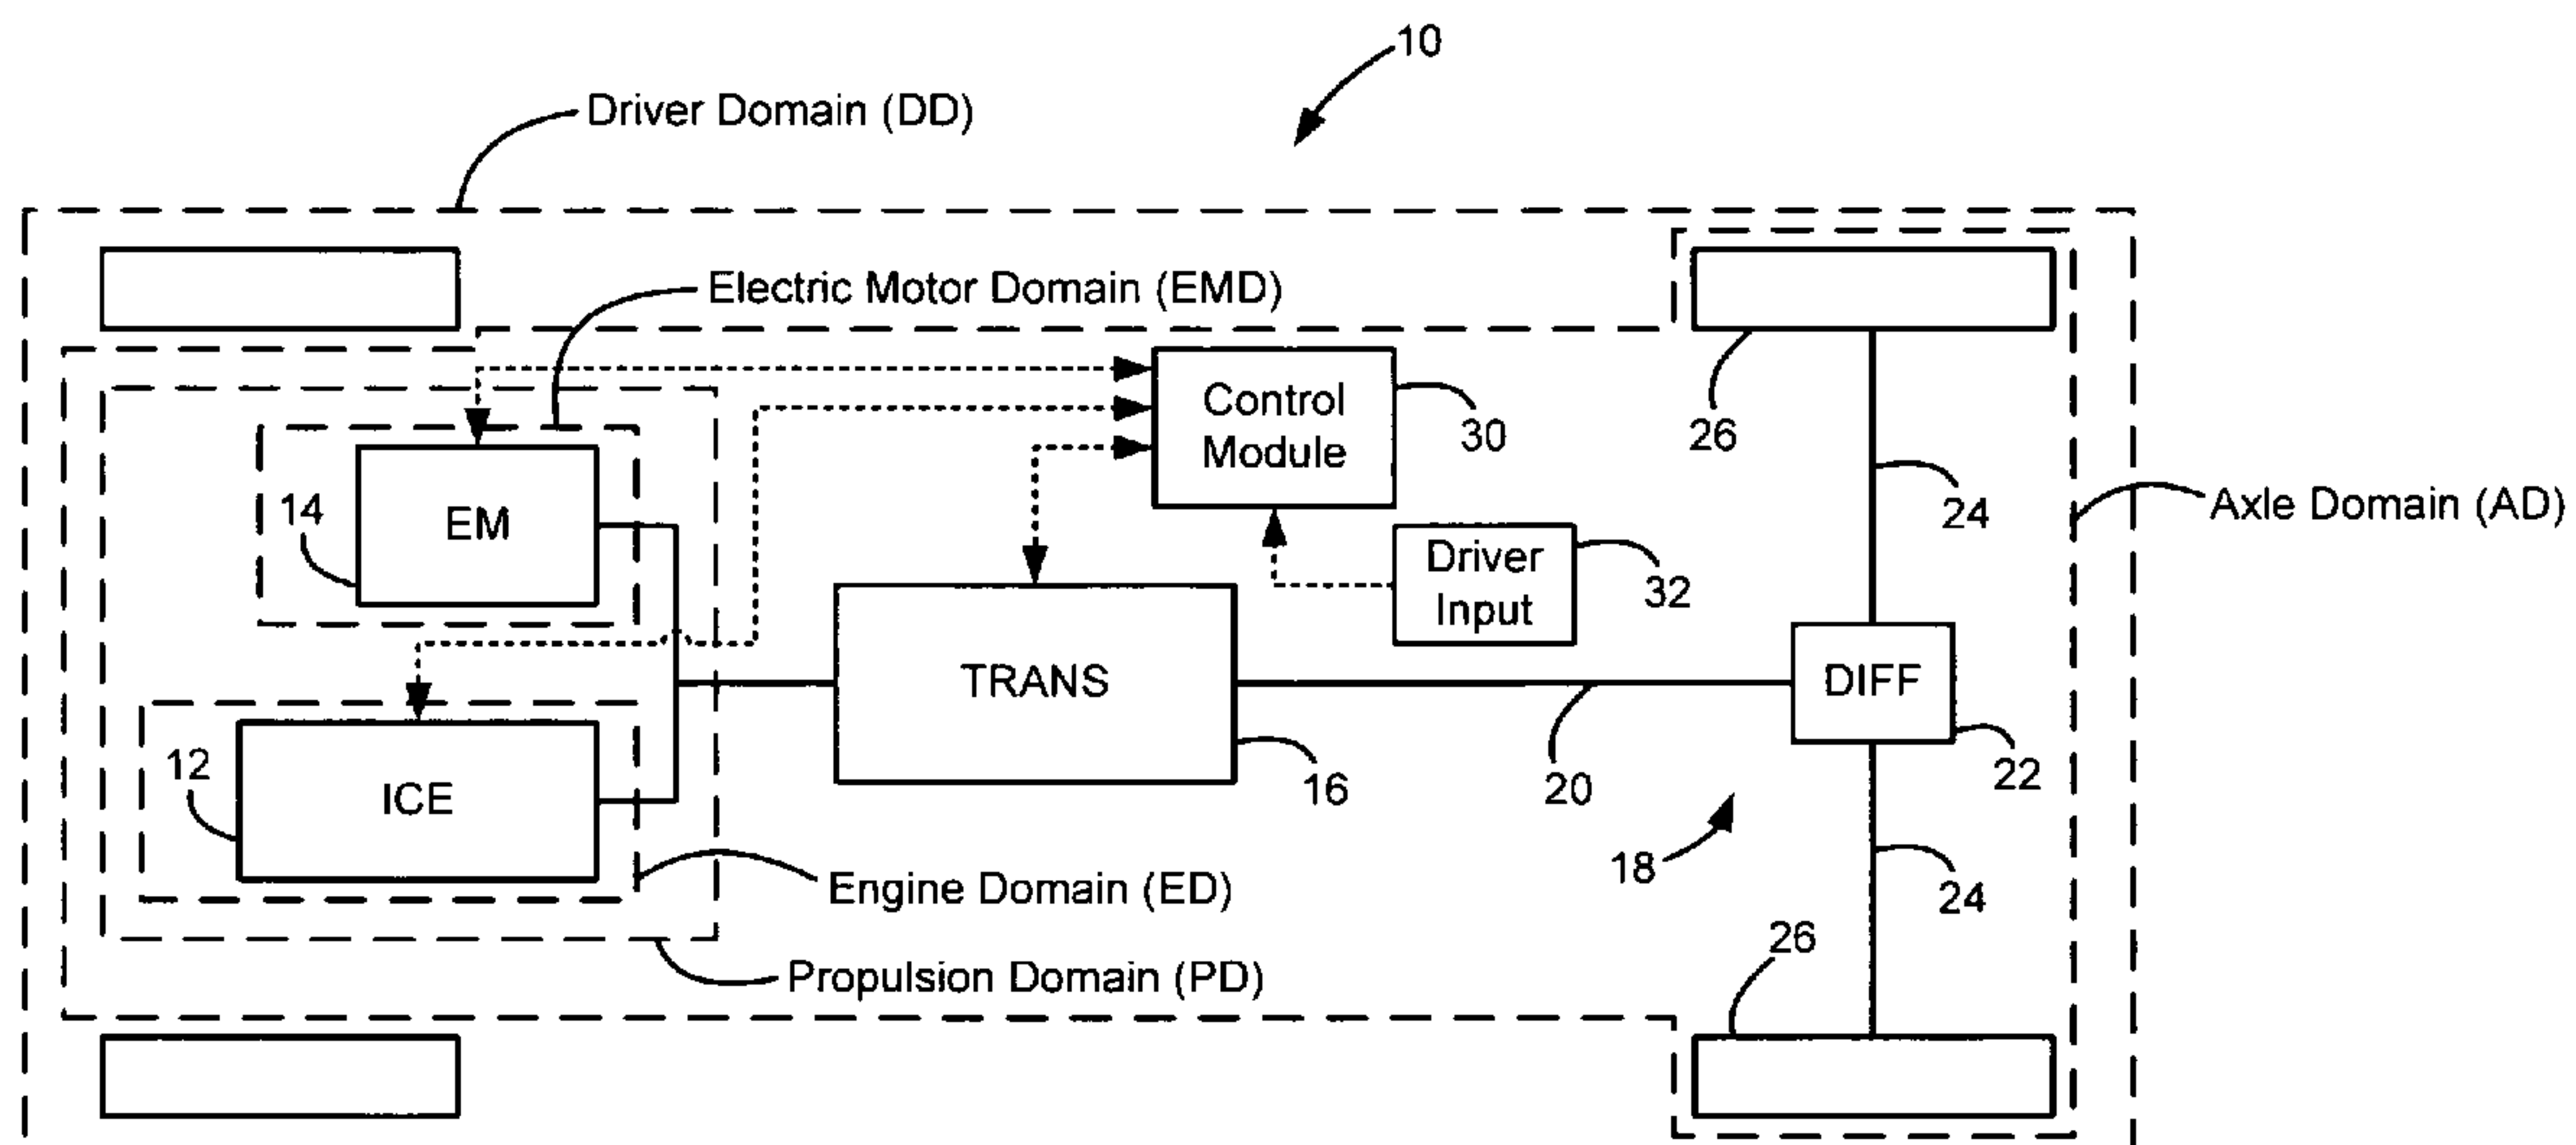 10
Driver Domain (DD)
Electric Motor Domain (EMD)
Control
Module
30
26
24
Axle Domain (AD)
14
EM
Driver
Input
32
TRANS
DIFF
12
ICE
16
20
22
18
24
Engine Domain (ED)
26
Propulsion Domain (PD)